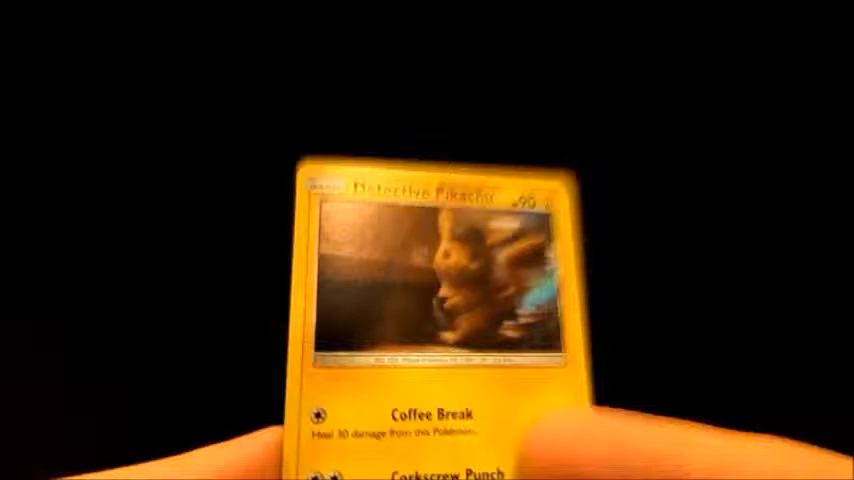 Detective Pikachu 90
Coffee Break
Heal 30 damage from this Pokémon.
Corkscrew Punch